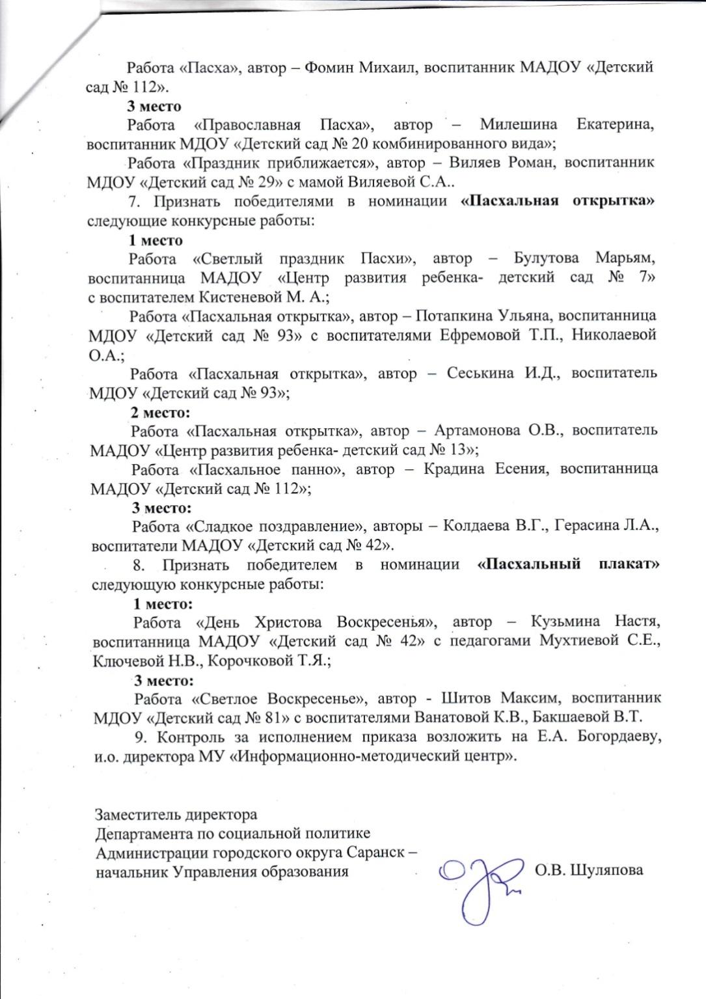 Работа «Пасха», автор – Фомин Михаил, воспитанник МАДОУ «Детский
сад № 112».
3 место
Работа «Православная Пасха», автор – Милешина Екатерина,
воспитанник МДОУ «Детский сад № 20 комбинированного вида»;
Работа «Праздник приближается», автор – Виляев Роман, воспитанник
МДОУ «Детский сад № 29» с мамой Виляевой С.А..
7. Признать победителями в номинации «Пасхальная открытка»
следующие конкурсные работы:
1 место
Работа «Светлый праздник Пасхи», автор – Булутова Марьям,
воспитанница МАДОУ «Центр развития ребенка- детский сад № 7»
с воспитателем Кистеневой М. А.;
Работа «Пасхальная открытка», автор – Потапкина Ульяна, воспитанница
МДОУ «Детский сад № 93» с воспитателями Ефремовой Т.П., Николаевой
О.А.;
Работа «Пасхальная открытка», автор – Сеськина И.Д., воспитатель
МДОУ «Детский сад № 93»;
2 место:
Работа «Пасхальная открытка», автор – Артамонова О.В., воспитатель
МАДОУ «Центр развития ребенка- детский сад № 13»;
Работа «Пасхальное панно», автор – Крадина Есения, воспитанница
МАДОУ «Детский сад № 112»;
3 место:
Работа «Сладкое поздравление», авторы – Колдаева В.Г., Герасина Л.А.,
воспитатели МАДОУ «Детский сад № 42».
8. Признать победителем в номинации «Пасхальный плакат»
следующую конкурсные работы:
1 место:
Работа «День Христова Воскресенья», автор – Кузьмина Настя,
воспитанница МАДОУ «Детский сад № 42» с педагогами Мухтиевой С.Е.,
Ключевой Н.В., Корочковой Т.Я.;
3 место:
Работа «Светлое Воскресенье», автор - Шитов Максим, воспитанник
МДОУ «Детский сад № 81» с воспитателями Ванатовой К.В., Бакшаевой В.Т.
9. Контроль за исполнением приказа возложить на Е.А. Богордаеву,
и.о. директора МУ «Информационно-методический центр».
Заместитель директора
Департамента по социальной политике
Администрации городского округа Саранск –
начальник Управления образования О.В. Шуляпова